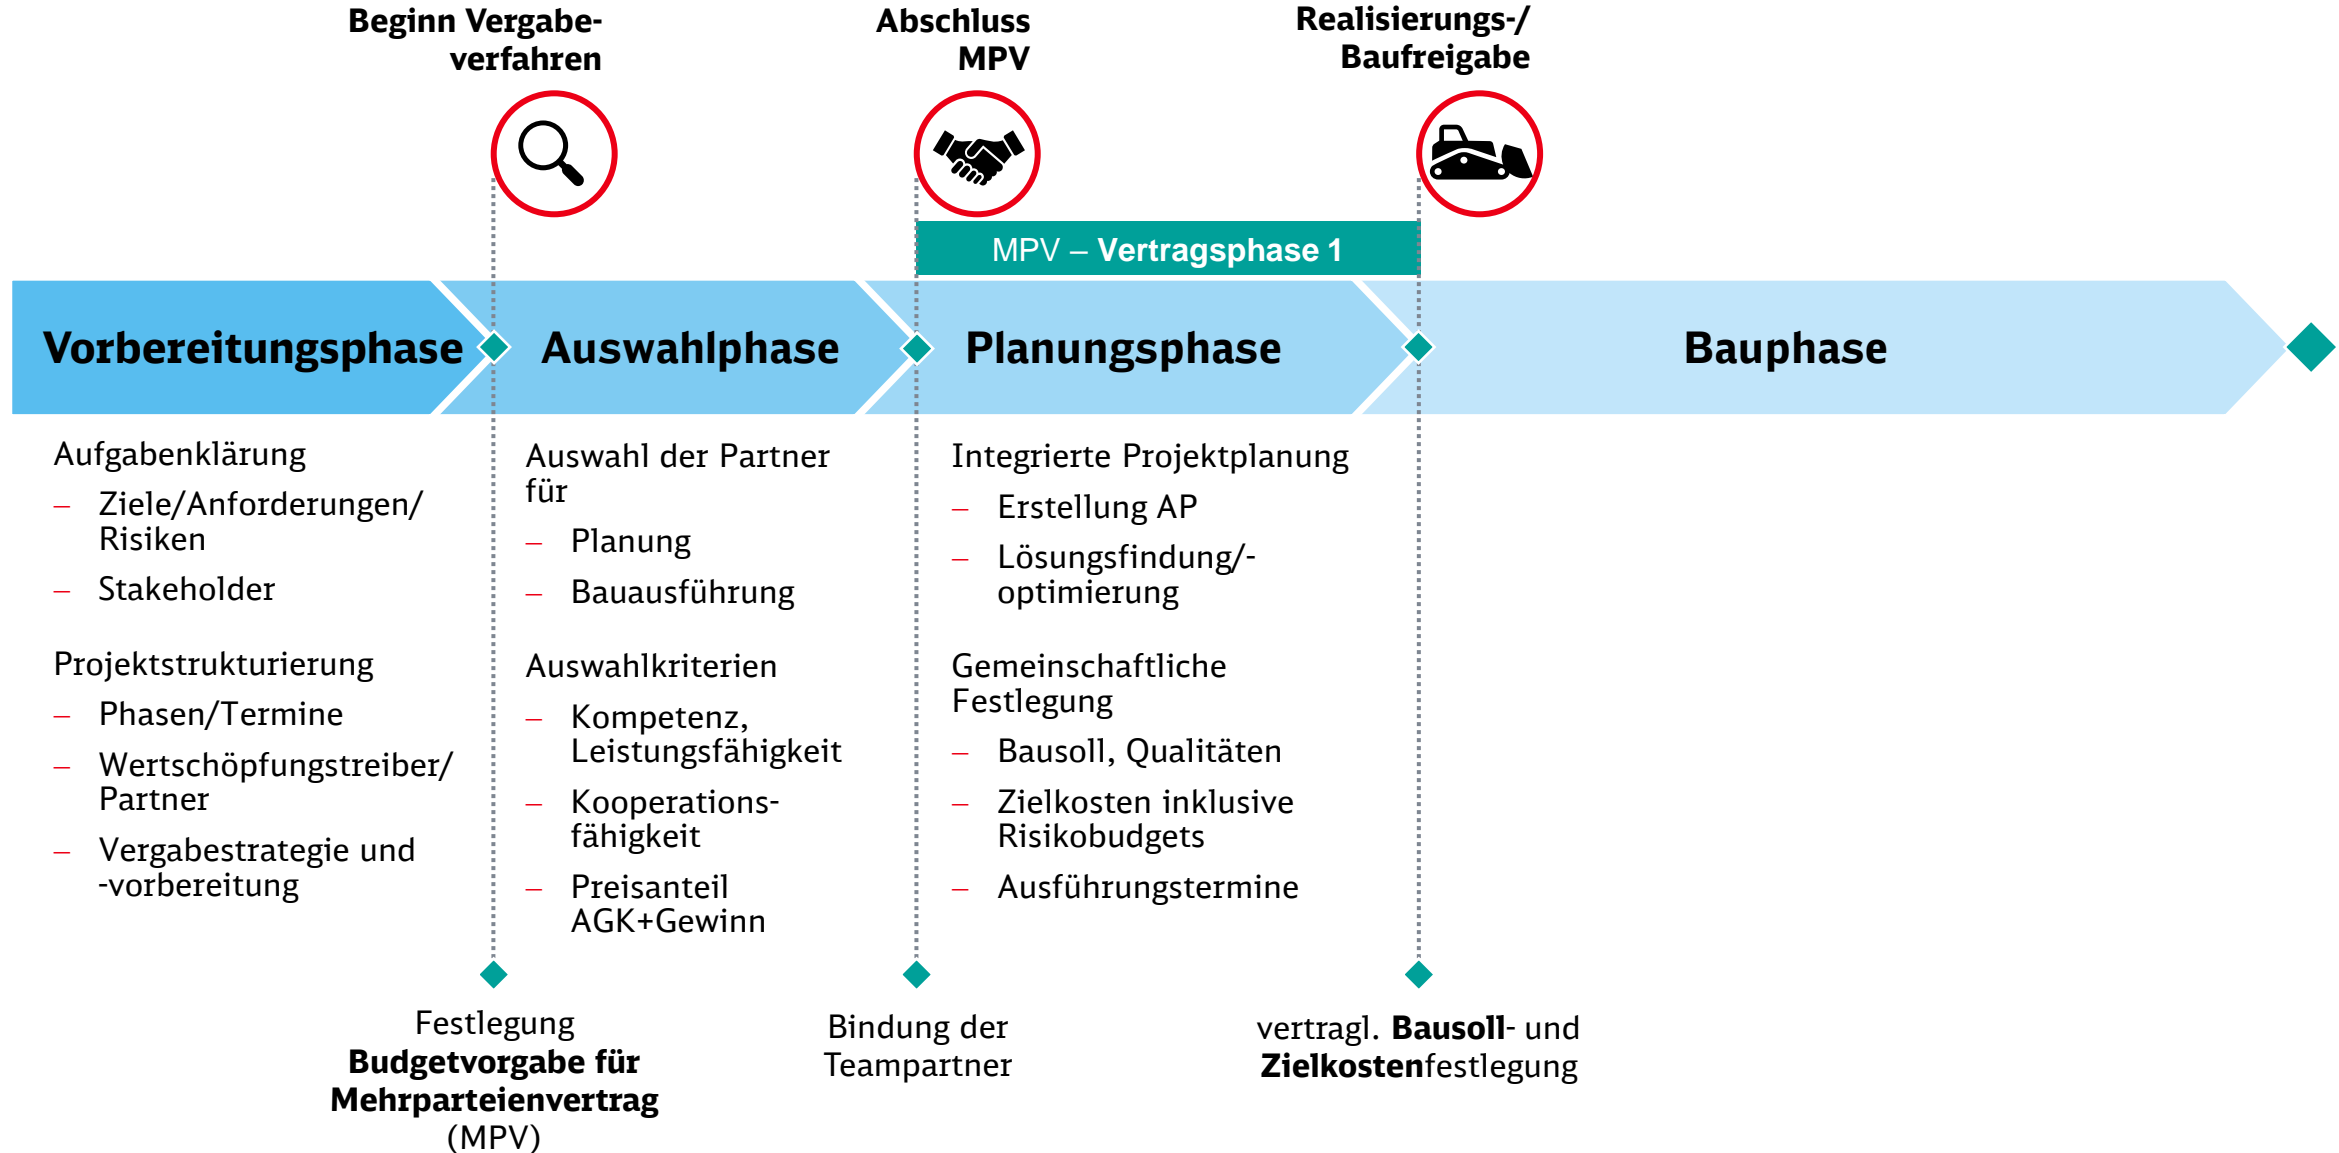 Beginn Vergabe-
verfahren
Abschluss
MPV
Realisierungs-/
Baufreigabe
MPV – Vertragsphase 1
Vorbereitungsphase
Auswahlphase
Planungsphase
Bauphase
Aufgabenklärung
– Ziele/Anforderungen/
Risiken
– Stakeholder
Projektstrukturierung
– Phasen/Termine
– Wertschöpfungstreiber/
Partner
– Vergabestrategie und
-vorbereitung
Auswahl der Partner
für
– Planung
– Bauausführung
Auswahlkriterien
– Kompetenz,
Leistungsfähigkeit
– Kooperations-
fähigkeit
– Preisanteil
AGK+Gewinn
Integrierte Projektplanung
– Erstellung AP
– Lösungsfindung/-
optimierung
Gemeinschaftliche
Festlegung
– Bausoll, Qualitäten
– Zielkosten inklusive
Risikobudgets
– Ausführungstermine
Festlegung
Budgetvorgabe für
Mehrparteienvertrag
(MPV)
Bindung der
Teampartner
vertragl. Bausoll- und
Zielkostenfestlegung